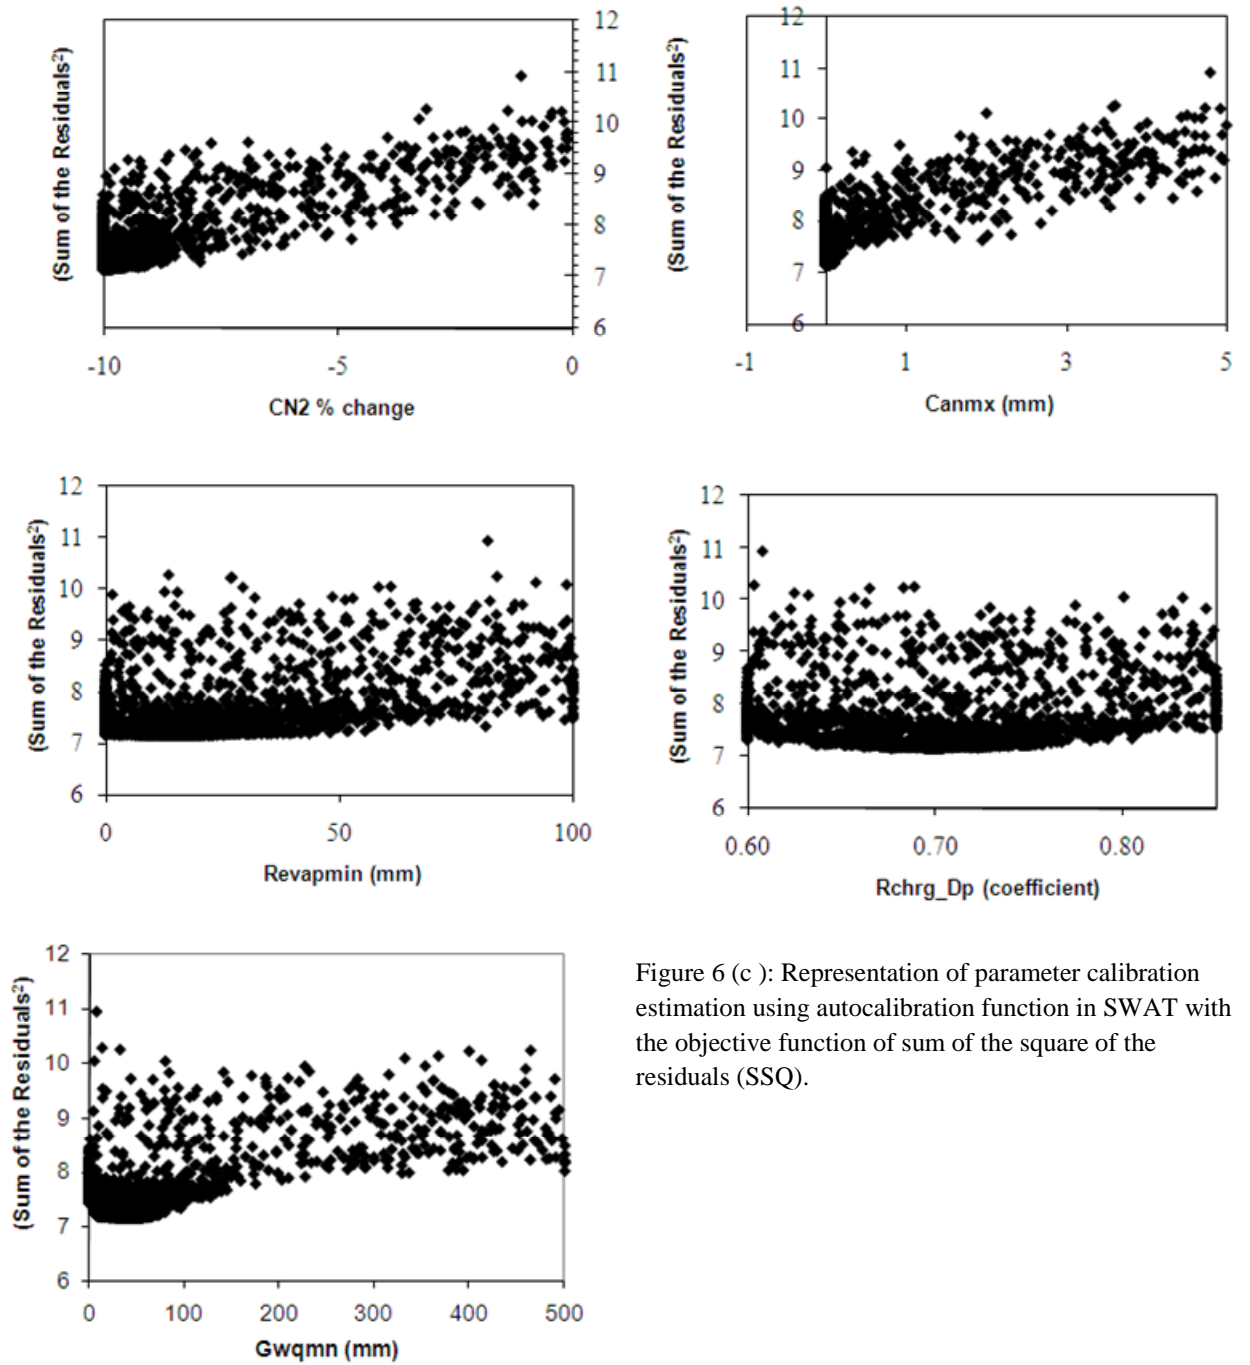 (Sum of the Residuals²)
12
11
10
9
8
7
6
-10 -5 0
CN2 % change
(Sum of the Residuals²)
12
11
10
9
8
7
6
-1 1 3 5
Canmx (mm)
(Sum of the Residuals²)
12
11
10
9
8
7
6
0 50 100
Revapmin (mm)
(Sum of the Residuals²)
12
11
10
9
8
7
6
0.60 0.70 0.80
Rchrg_Dp (coefficient)
(Sum of the Residuals²)
12
11
10
9
8
7
6
0 100 200 300 400 500
Gwqmn (mm)
Figure 6 (c ): Representation of parameter calibration
estimation using autocalibration function in SWAT with
the objective function of sum of the square of the
residuals (SSQ).